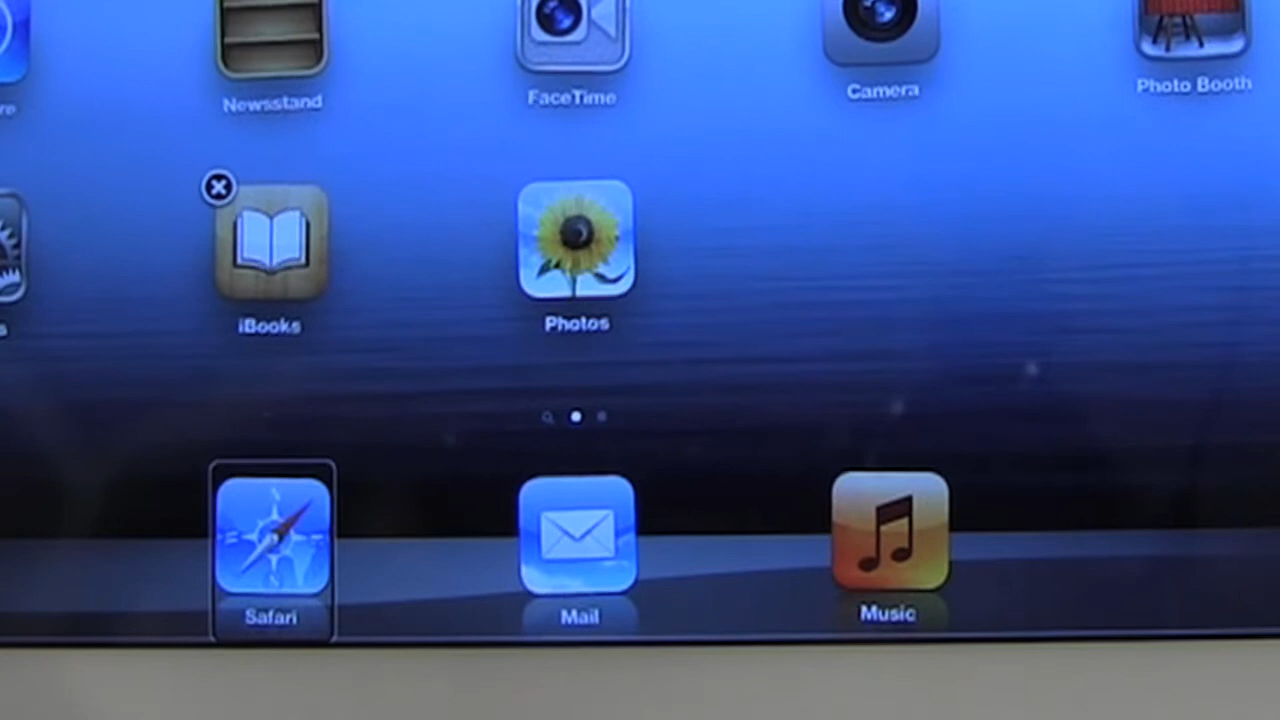 Newsstand
FaceTime
Camera
Photo Booth
iBooks
Photos
Safari
Mail
Music